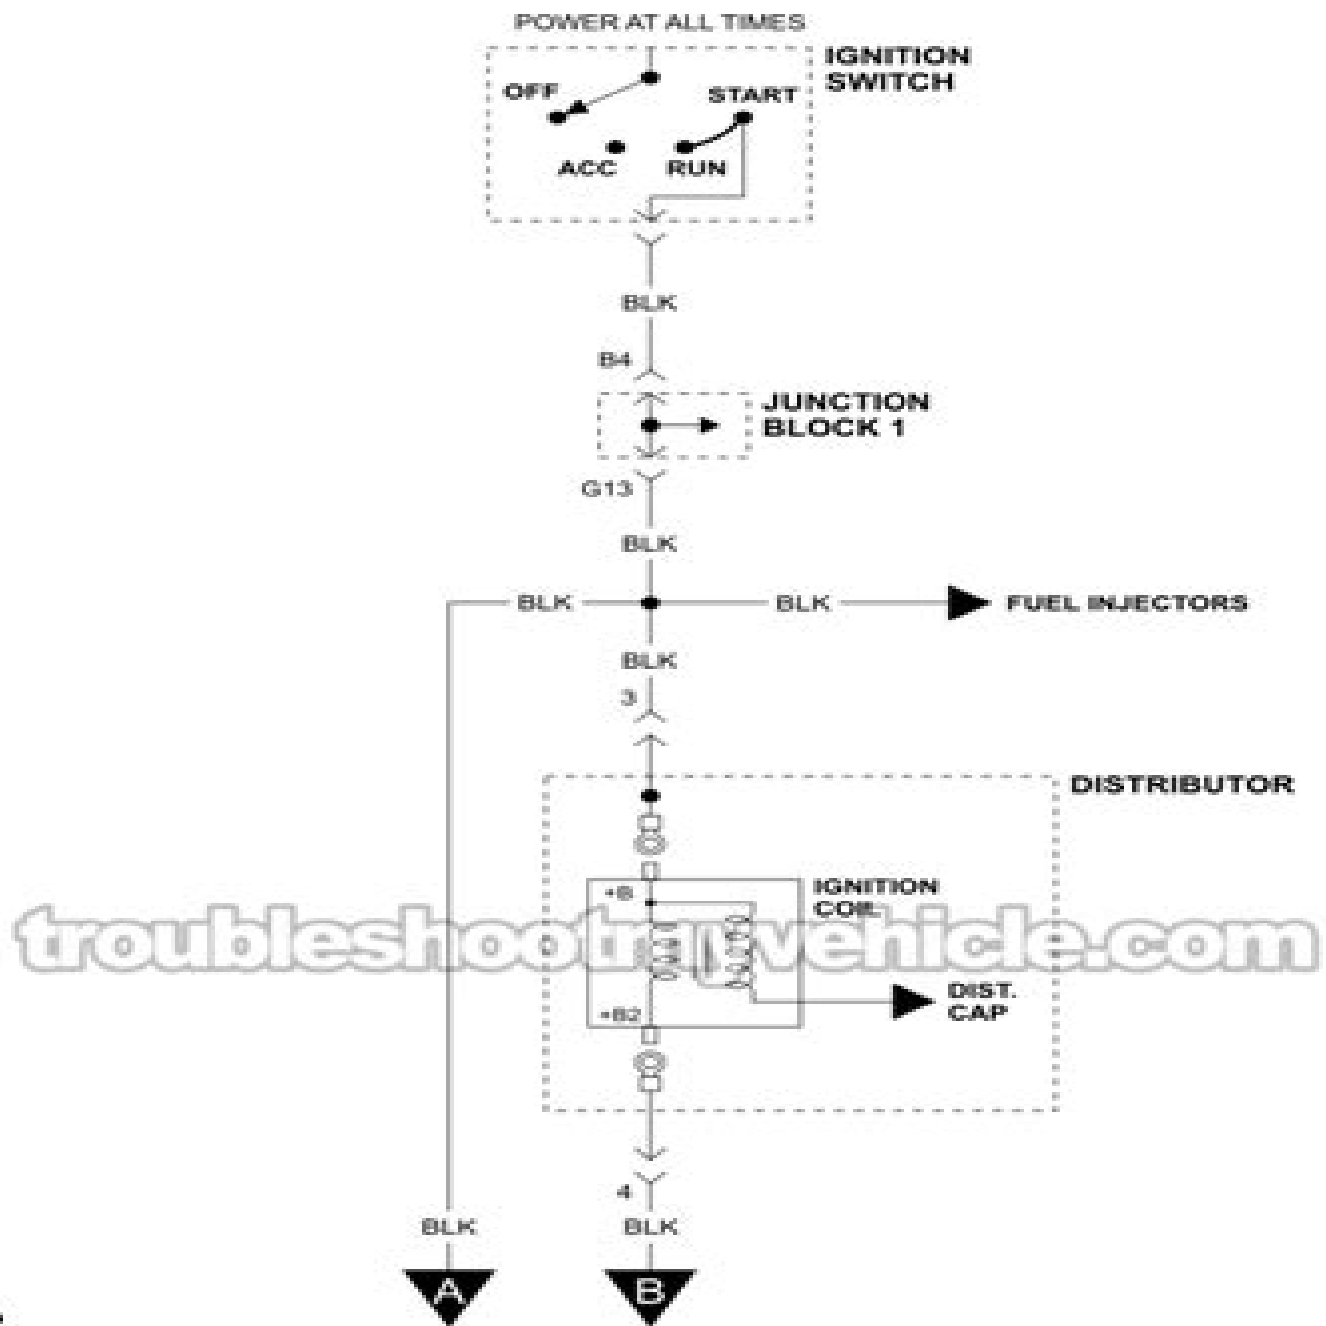 POWER AT ALL TIMES
IGNITION
SWITCH
OFF
START
ACC
RUN
BLK
B4
JUNCTION
BLOCK 1
G13
BLK
BLK
BLK
FUEL INJECTORS
BLK
3
DISTRIBUTOR
+B
IGNITION
COIL
troubleshootmyvehicle.com
+B2
DIST.
CAP
4
BLK
BLK
A
B